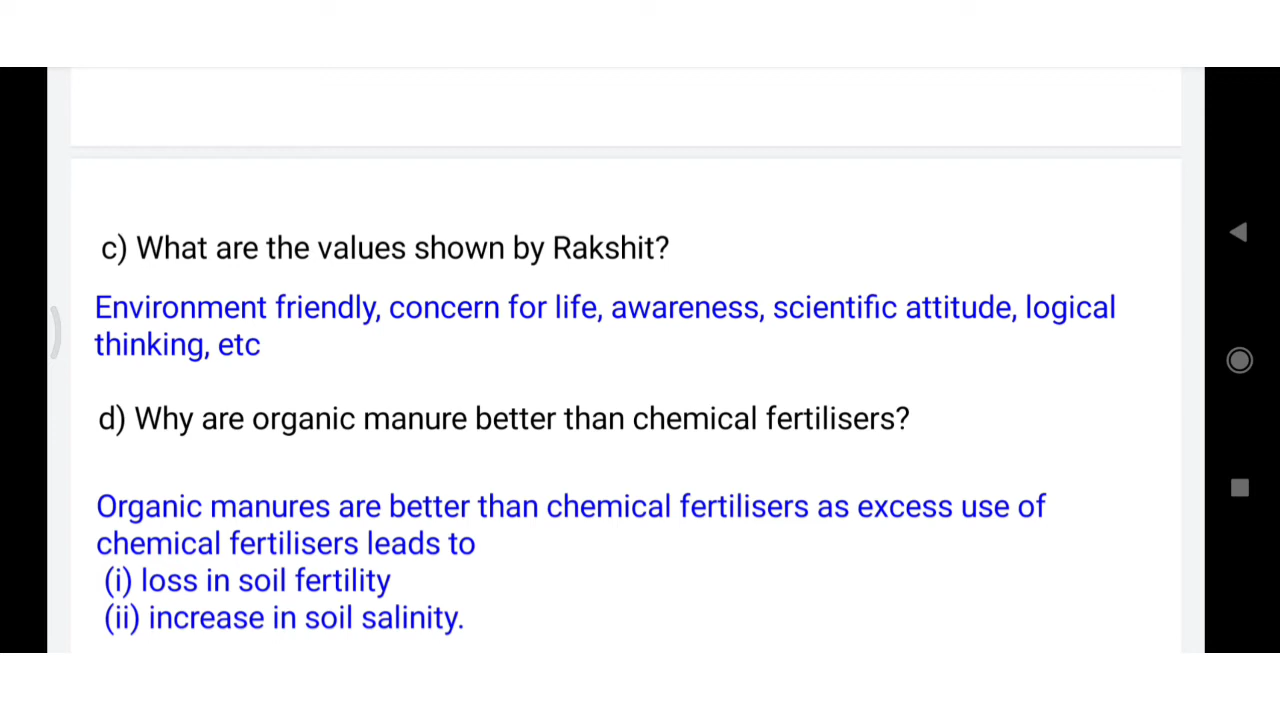 c) What are the values shown by Rakshit?
Environment friendly, concern for life, awareness, scientific attitude, logical
thinking, etc
d) Why are organic manure better than chemical fertilisers?
Organic manures are better than chemical fertilisers as excess use of
chemical fertilisers leads to
(i) loss in soil fertility
(ii) increase in soil salinity.